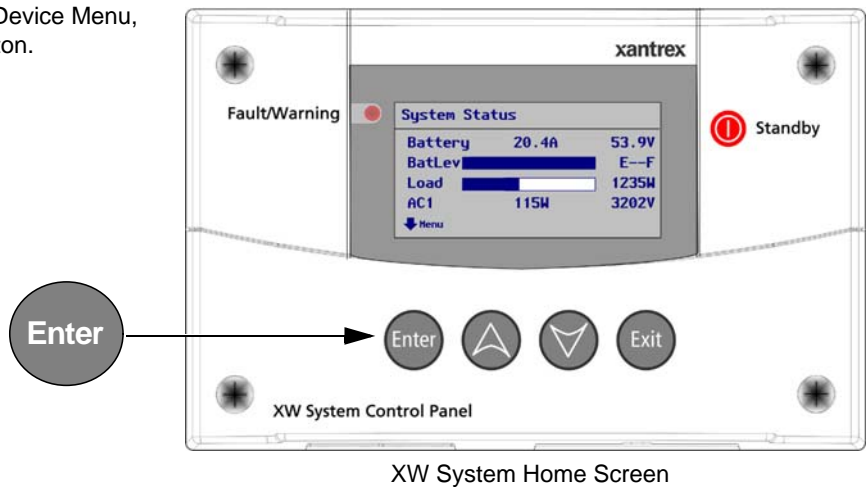 Device Menu,
on.
xantrex
Fault/Warning
Standby
System Status
Battery 20.4A 53.9V
BatLev E--F
Load 1235W
AC1 115W 3202V
Menu
Enter
Enter Exit
XW System Control Panel
XW System Home Screen